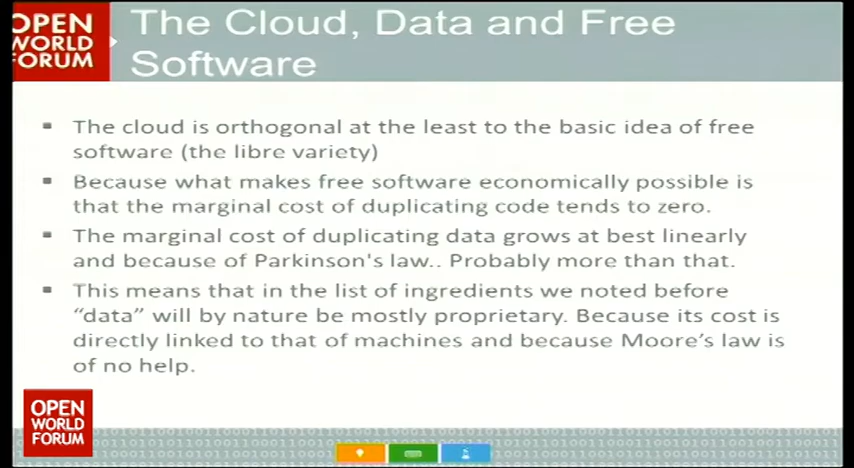 OPEN
WORLD
FORUM
The Cloud, Data and Free
Software
The cloud is orthogonal at the least to the basic idea of free
software (the libre variety)
Because what makes free software economically possible is
that the marginal cost of duplicating code tends to zero.
The marginal cost of duplicating data grows at best linearly
and because of Parkinson's law.. Probably more than that.
This means that in the list of ingredients we noted before
“data” will by nature be mostly proprietary. Because its cost is
directly linked to that of machines and because Moore’s law is
of no help.
OPEN
WORLD
FORUM